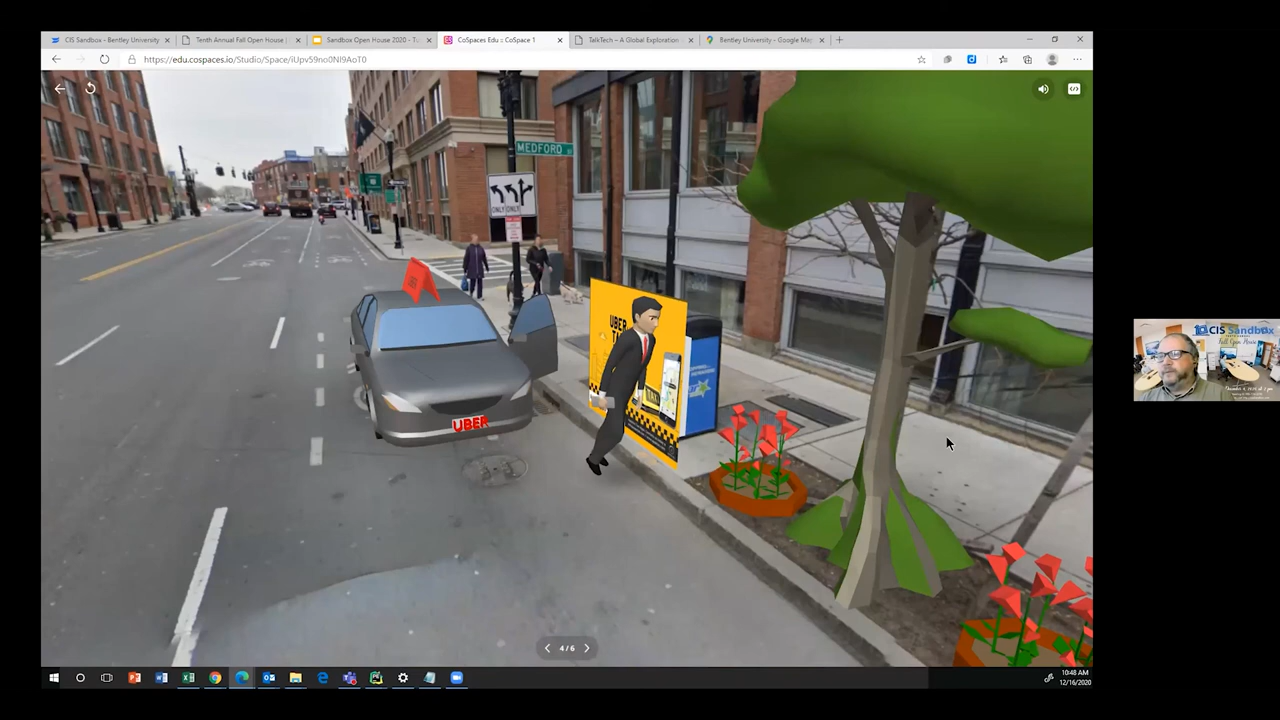 CIS Sandbox - Bentley University
Tenth Annual Fall Open House |
Sandbox Open House 2020 - T
CoSpaces Edu :: CoSpace 1
TalkTech – A Global Exploration
Bentley University - Google Ma
https://edu.cospaces.io/Studio/Space/iUpv59no0NI9AoT0
MEDFORD
ONLY ONLY
UBER
UBER
4/6
CIS Sandbox
Fall Open House
10:48 AM
12/16/2020